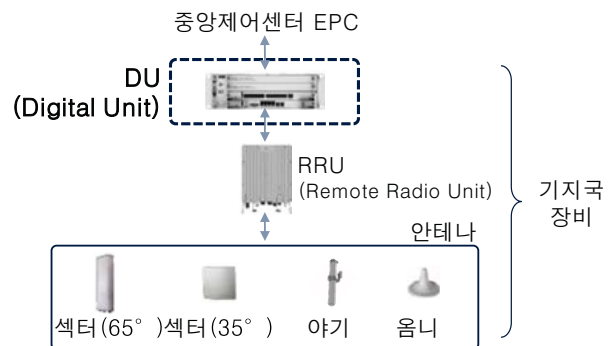 중앙제어센터 EPC
DU
(Digital Unit)
RRU
(Remote Radio Unit)
기지국
장비
안테나
섹터(65° )섹터(35° ) 야기 옴니